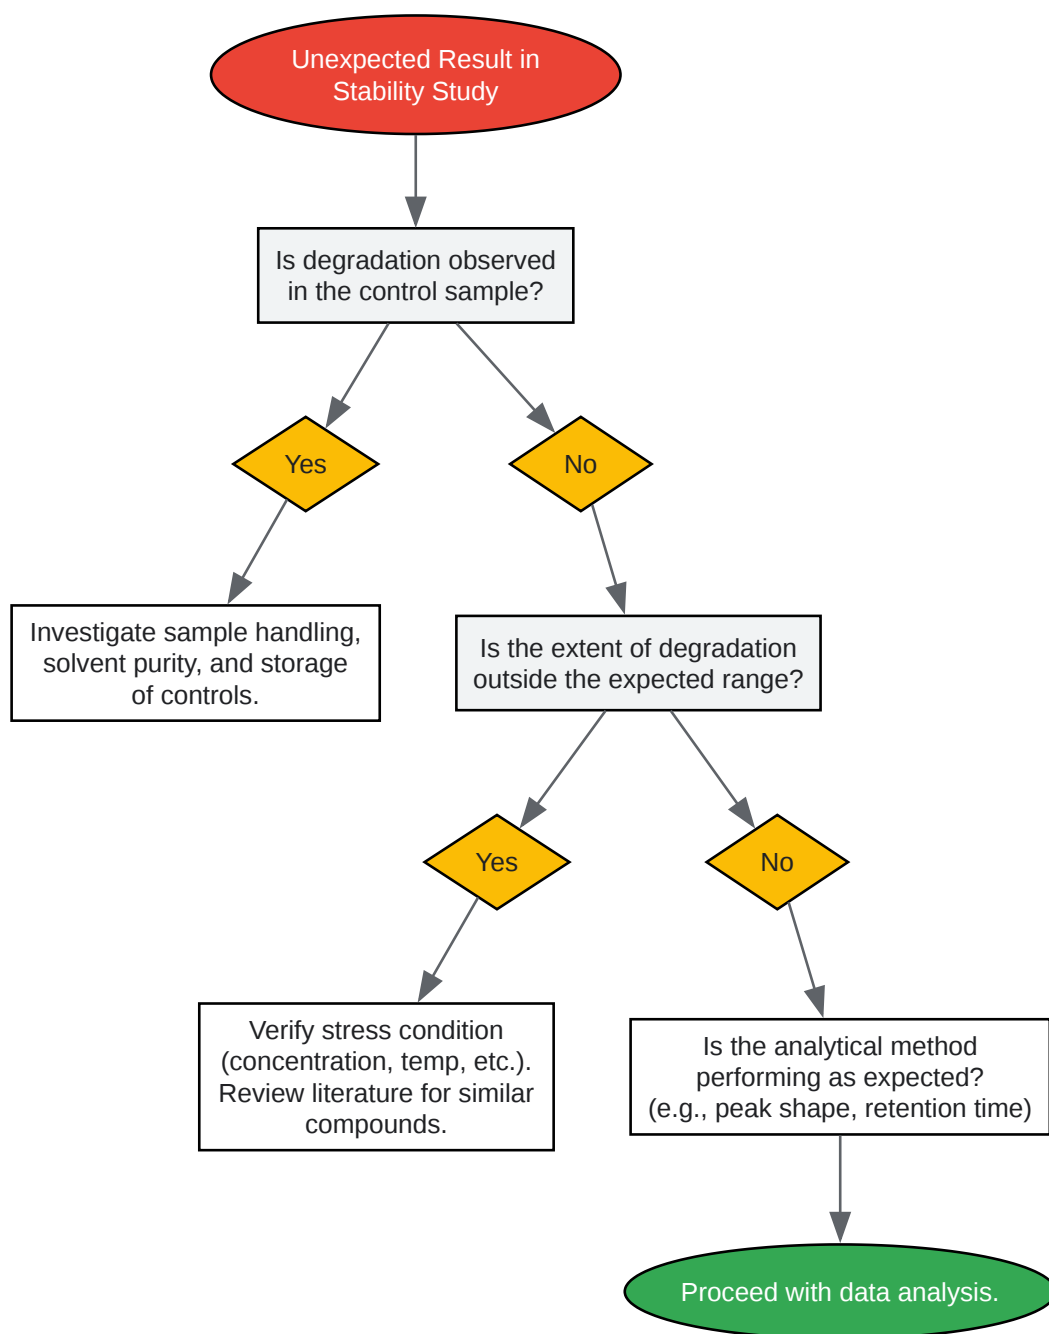 Unexpected Result in
Stability Study
Is degradation observed
in the control sample?
Yes
No
Investigate sample handling,
solvent purity, and storage
of controls.
Is the extent of degradation
outside the expected range?
Yes
No
Verify stress condition
(concentration, temp, etc.).
Review literature for similar
compounds.
Is the analytical method
performing as expected?
(e.g., peak shape, retention time)
Proceed with data analysis.